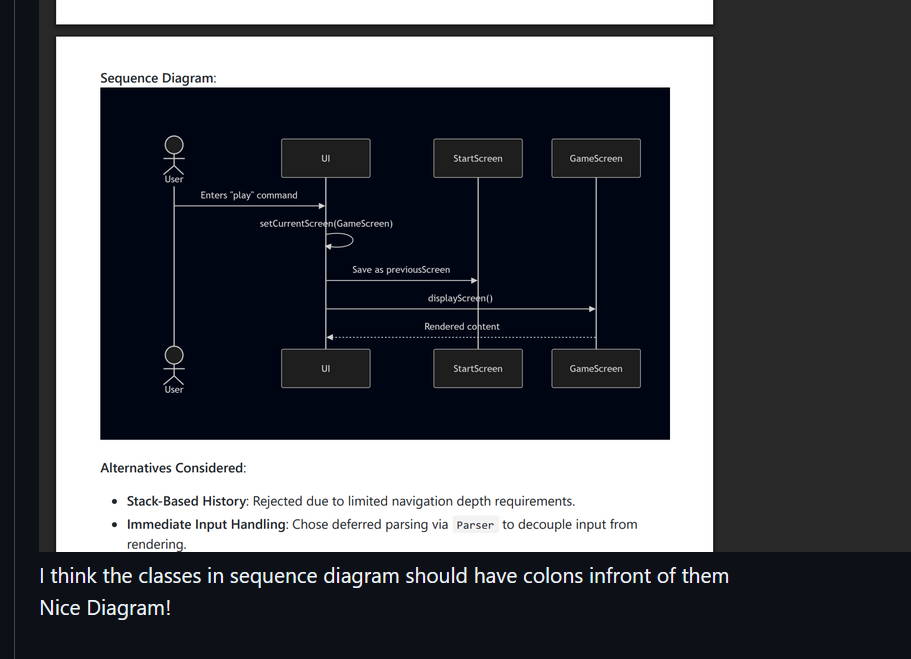 Sequence Diagram:
User
UI
StartScreen
GameScreen
Enters "play" command
setCurrentScreen(GameScreen)
Save as previousScreen
displayScreen()
Rendered content
User
UI
StartScreen
GameScreen
Alternatives Considered:
• Stack-Based History: Rejected due to limited navigation depth requirements.
• Immediate Input Handling: Chose deferred parsing via Parser to decouple input from
rendering.
I think the classes in sequence diagram should have colons infront of them
Nice Diagram!